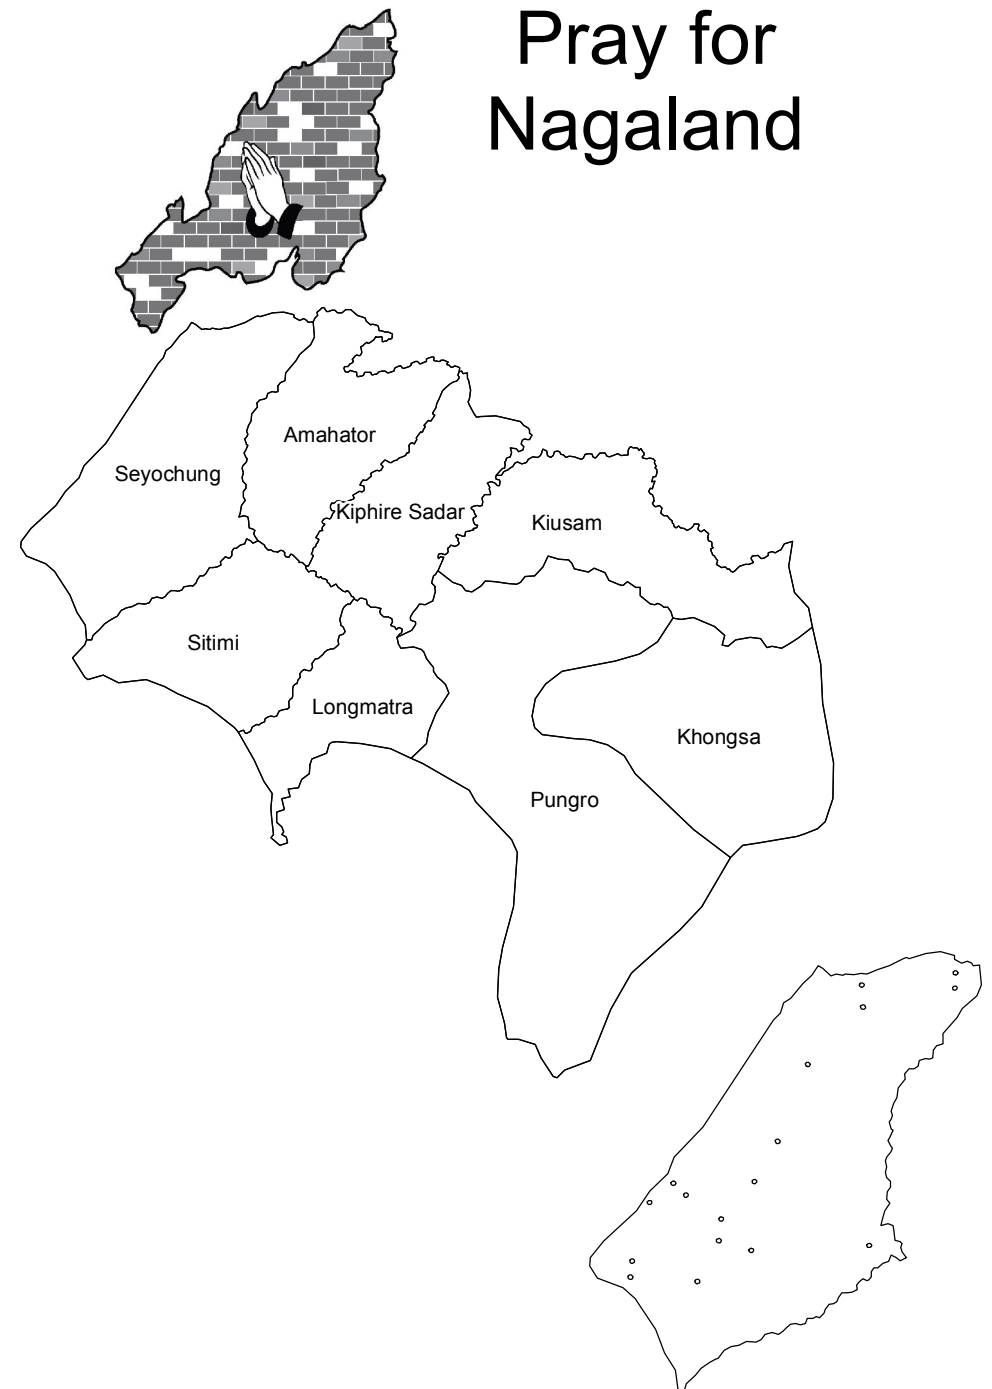 Pray for
Nagaland
Amahator
Seyochung
Kiphire Sadar
Kiusam
Sitimi
Longmatra
Khongsa
Pungro